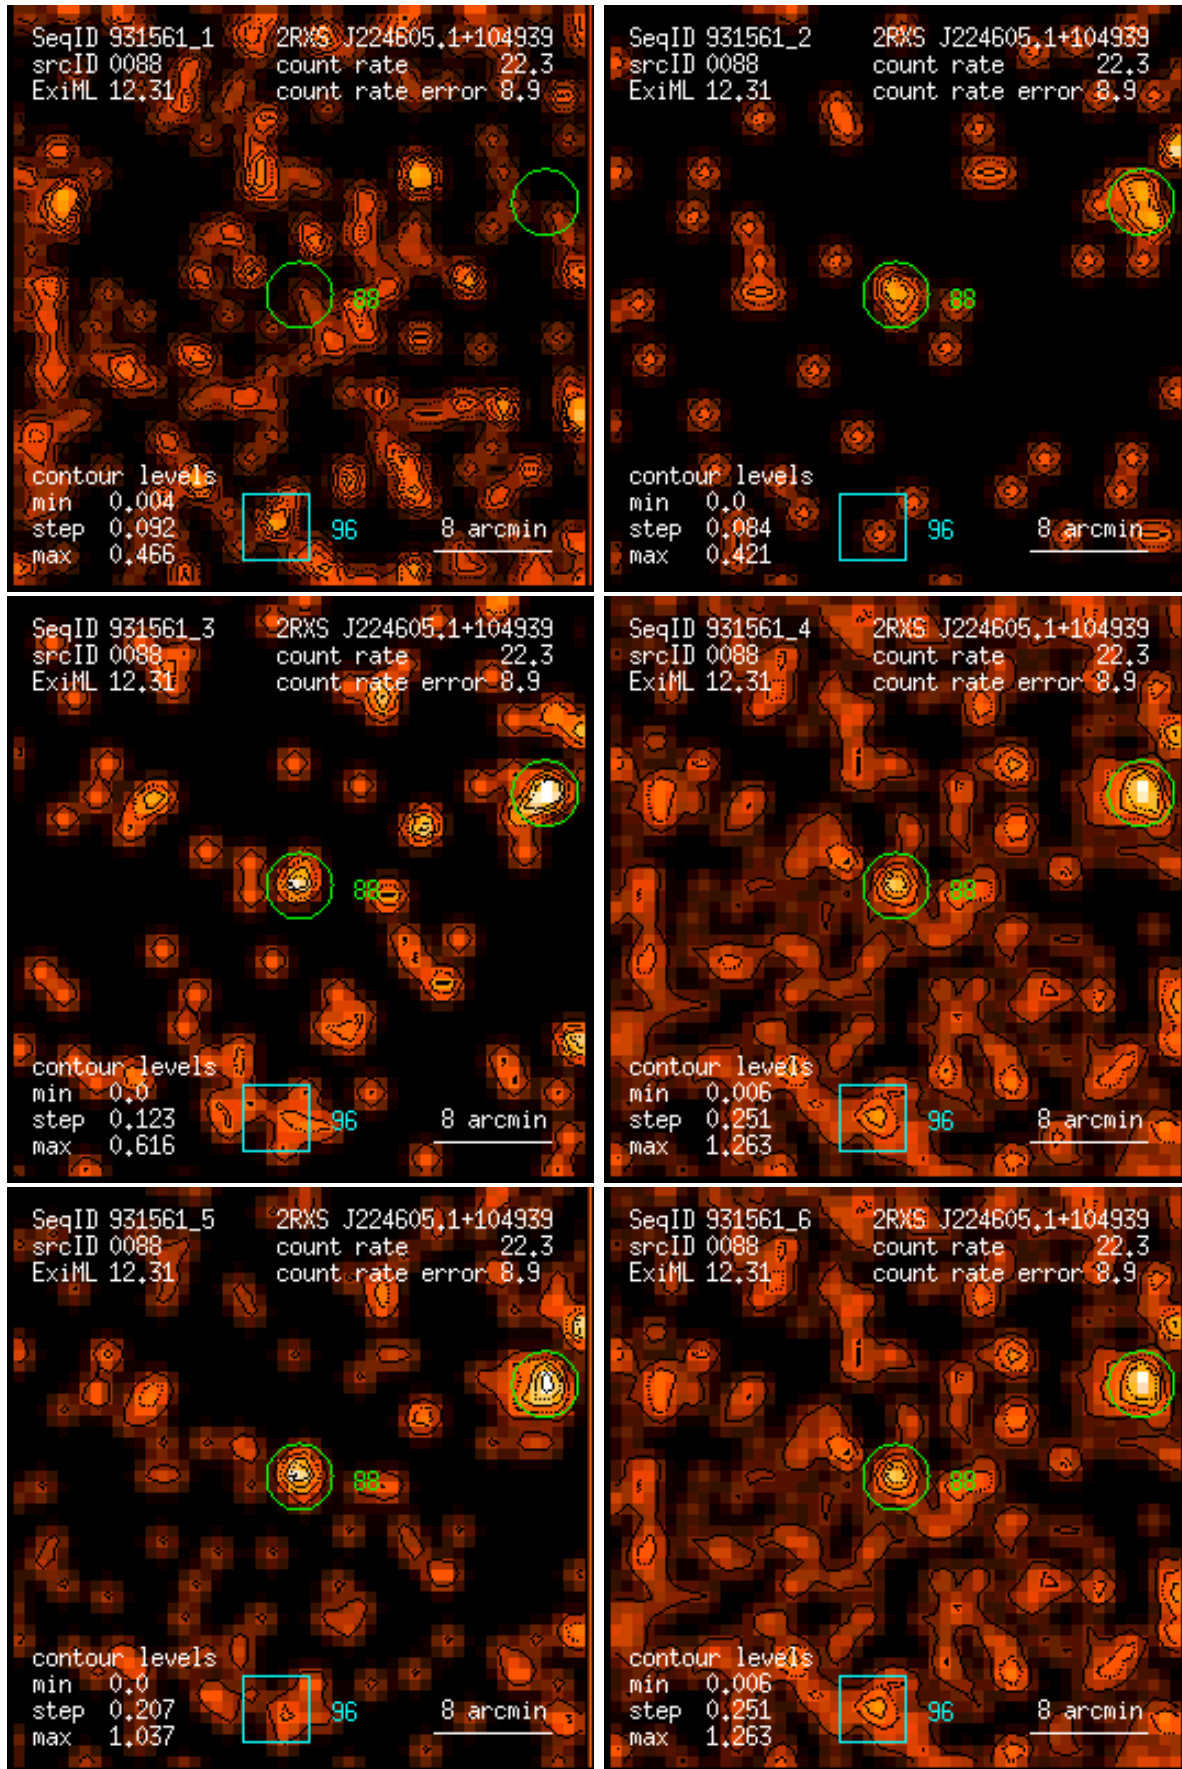 SeqID 931561_1 2RXS J224605.1+104939
srcID 0088 count rate 22.3
ExiML 12.31 count rate error 8.9
88
contour levels
min 0.004
step 0.092
max 0.466
96
8 arcmin
SeqID 931561_2 2RXS J224605.1+104939
srcID 0088 count rate 22.3
ExiML 12.31 count rate error 8.9
88
contour levels
min 0.0
step 0.084
max 0.421
96
8 arcmin
SeqID 931561_3 2RXS J224605.1+104939
srcID 0088 count rate 22.3
ExiML 12.31 count rate error 8.9
88
contour levels
min 0.0
step 0.123
max 0.616
96
8 arcmin
SeqID 931561_4 2RXS J224605.1+104939
srcID 0088 count rate 22.3
ExiML 12.31 count rate error 8.9
88
contour levels
min 0.006
step 0.251
max 1.263
96
8 arcmin
SeqID 931561_5 2RXS J224605.1+104939
srcID 0088 count rate 22.3
ExiML 12.31 count rate error 8.9
88
contour levels
min 0.0
step 0.207
max 1.037
96
8 arcmin
SeqID 931561_6 2RXS J224605.1+104939
srcID 0088 count rate 22.3
ExiML 12.31 count rate error 8.9
88
contour levels
min 0.006
step 0.251
max 1.263
96
8 arcmin